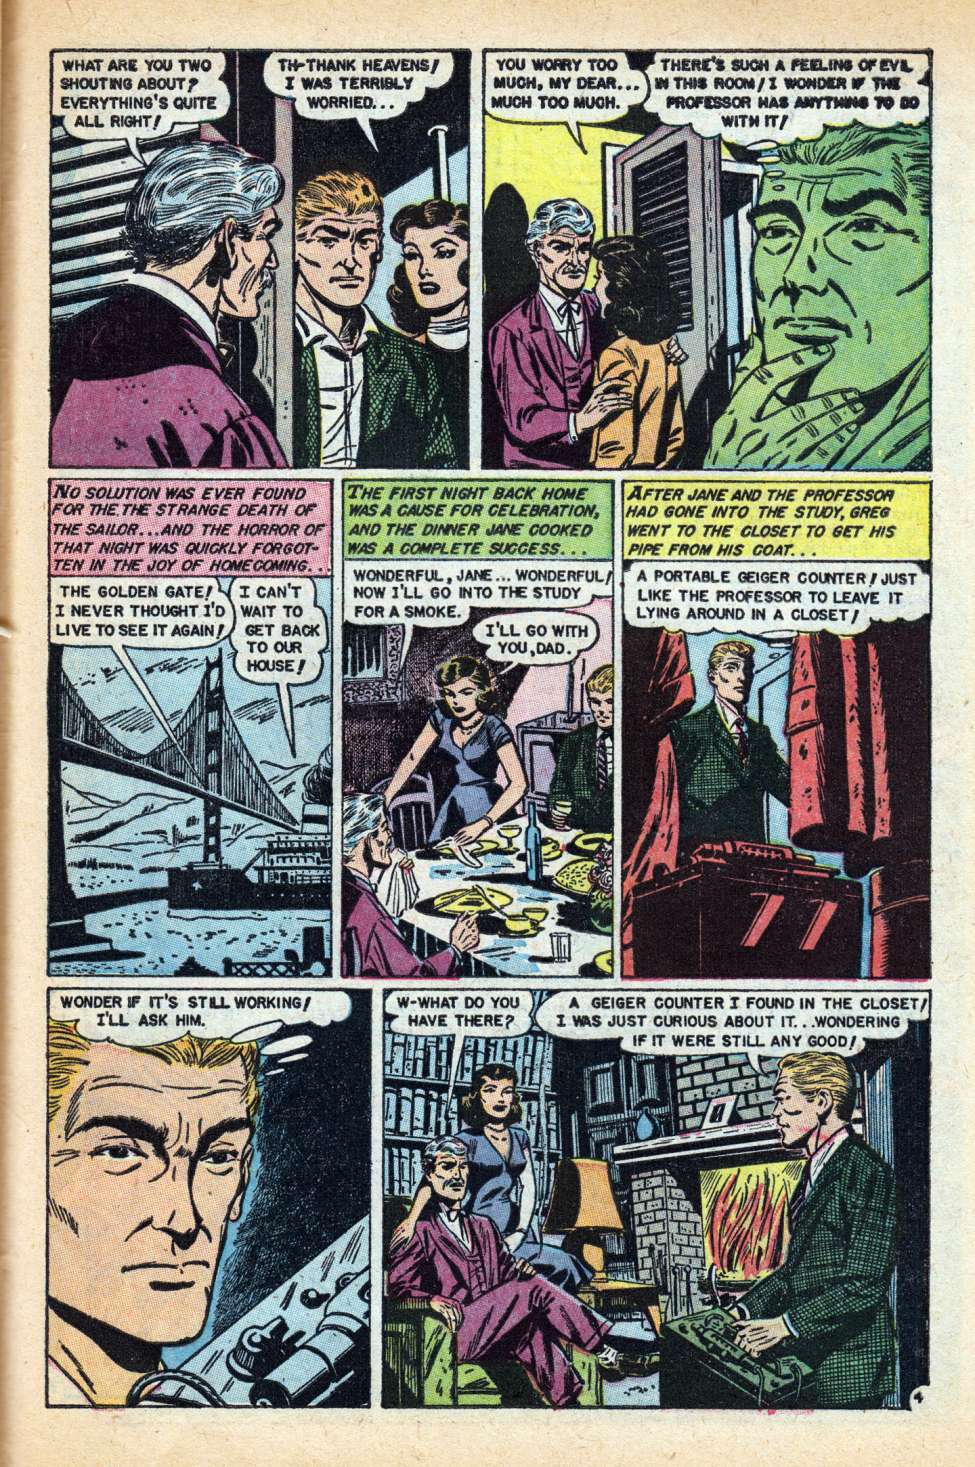 WHAT ARE YOU TWO
SHOUTING ABOUT?
EVERYTHING'S QUITE
ALL RIGHT!
TH-THANK HEAVENS!
I WAS TERRIBLY
WORRIED...
YOU WORRY TOO
MUCH, MY DEAR...
MUCH TOO MUCH.
THERE'S SUCH A FEELING OF EVIL
IN THIS ROOM! I WONDER IF THE
PROFESSOR HAS ANYTHING TO DO
WITH IT!
NO SOLUTION WAS EVER FOUND
FOR THE THE STRANGE DEATH OF
THE SAILOR...AND THE HORROR OF
THAT NIGHT WAS QUICKLY FORGOT-
TEN IN THE JOY OF HOMECOMING...
THE GOLDEN GATE!
I NEVER THOUGHT I'D
LIVE TO SEE IT AGAIN!
I CAN'T
WAIT TO
GET BACK
TO OUR
HOUSE!
THE FIRST NIGHT BACK HOME
WAS A CAUSE FOR CELEBRATION,
AND THE DINNER JANE COOKED
WAS A COMPLETE SUCCESS...
WONDERFUL, JANE... WONDERFUL!
NOW I'LL GO INTO THE STUDY
FOR A SMOKE.
I'LL GO WITH
YOU, DAD.
AFTER JANE AND THE PROFESSOR
HAD GONE INTO THE STUDY, GREG
WENT TO THE CLOSET TO GET HIS
PIPE FROM HIS COAT...
A PORTABLE GEIGER COUNTER! JUST
LIKE THE PROFESSOR TO LEAVE IT
LYING AROUND IN A CLOSET!
WONDER IF IT'S STILL WORKING!
I'LL ASK HIM.
W-WHAT DO YOU
HAVE THERE?
A GEIGER COUNTER I FOUND IN THE CLOSET!
I WAS JUST CURIOUS ABOUT IT...WONDERING
IF IT WERE STILL ANY GOOD!
4